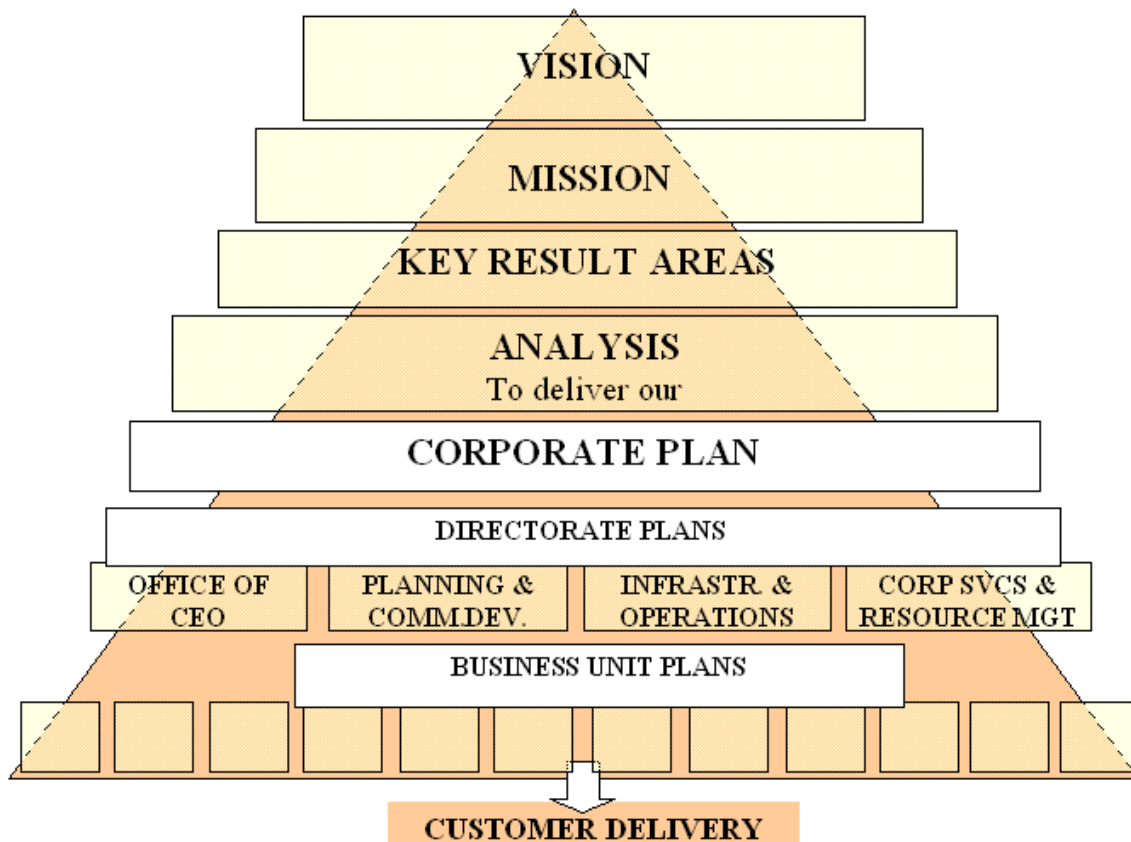 VISION
MISSION
KEY RESULT AREAS
ANALYSIS
To deliver our
CORPORATE PLAN
DIRECTORATE PLANS
OFFICE OF
CEO
PLANNING &
COMM.DEV.
INFRASTR. &
OPERATIONS
CORP SVCS &
RESOURCE MGT
BUSINESS UNIT PLANS
CUSTOMER DELIVERY